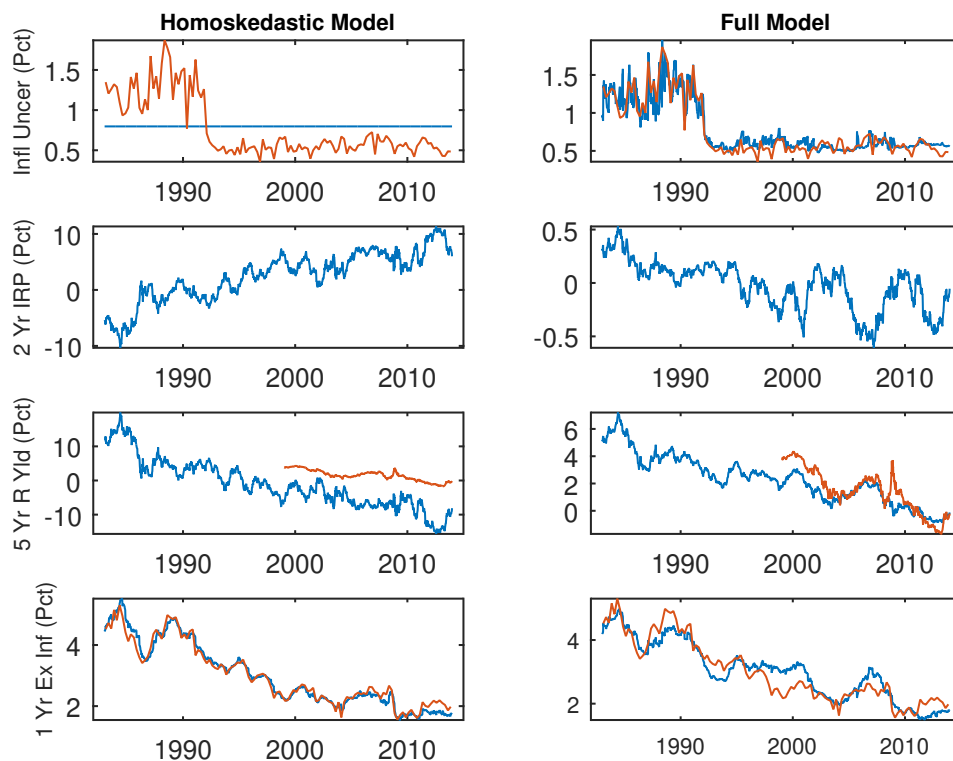 Homoskedastic Model
Full Model
Infl Uncer (Pct)
1.5
1
0.5
1990 2000 2010
1.5
1
0.5
1990 2000 2010
2 Yr IRP (Pct)
10
0
-10
1990 2000 2010
0.5
0
-0.5
1990 2000 2010
5 Yr R Yld (Pct)
10
0
-10
1990 2000 2010
6
4
2
0
1990 2000 2010
1 Yr Ex Inf (Pct)
4
2
1990 2000 2010
4
2
1990 2000 2010